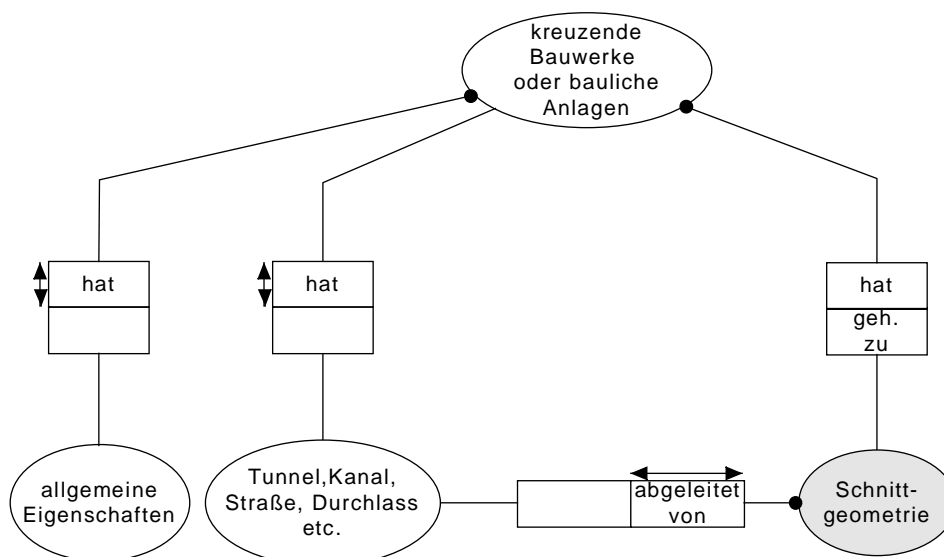 kreuzende
Bauwerke
oder bauliche
Anlagen
hat
hat
hat
geh.
zu
allgemeine
Eigenschaften
Tunnel,Kanal,
Straße, Durchlass
etc.
abgeleitet
von
Schnitt-
geometrie